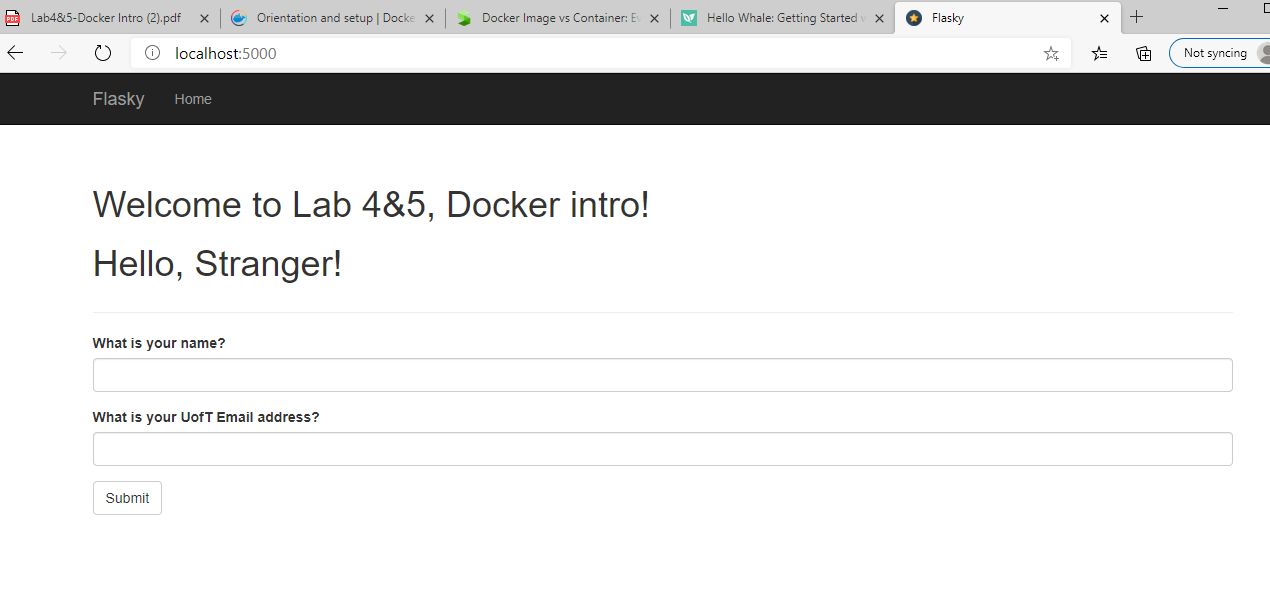 Lab4&5-Docker Intro (2).pdf
Orientation and setup | Docke
Docker Image vs Container: Ev
Hello Whale: Getting Started v
Flasky
localhost:5000
Not syncing
Flasky
Home
Welcome to Lab 4&5, Docker intro!
Hello, Stranger!
What is your name?
What is your UofT Email address?
Submit